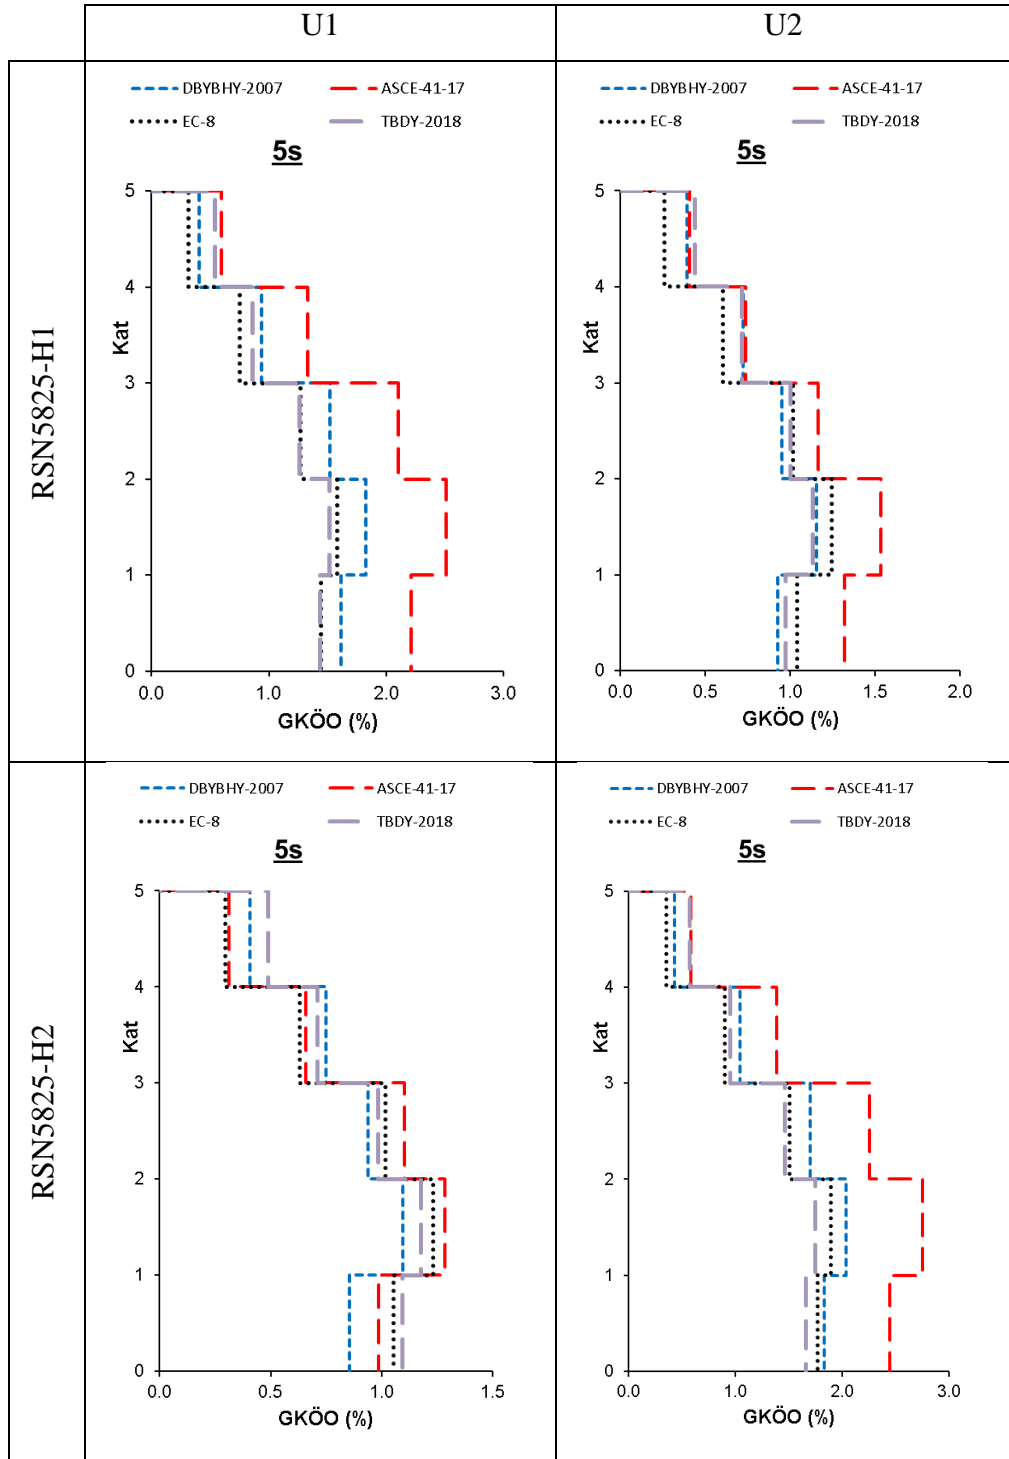 U1 U2
RSN5825-H1
DBYBHY-2007 ASCE-41-17
EC-8 TBDY-2018
5s
Kat
5
4
3
2
1
0
0.0 1.0 2.0 3.0
GKÖO (%)
DBYBHY-2007 ASCE-41-17
EC-8 TBDY-2018
5s
Kat
5
4
3
2
1
0
0.0 0.5 1.0 1.5 2.0
GKÖO (%)
RSN5825-H2
DBYBHY-2007 ASCE-41-17
EC-8 TBDY-2018
5s
Kat
5
4
3
2
1
0
0.0 0.5 1.0 1.5
GKÖO (%)
DBYBHY-2007 ASCE-41-17
EC-8 TBDY-2018
5s
Kat
5
4
3
2
1
0
0.0 1.0 2.0 3.0
GKÖO (%)